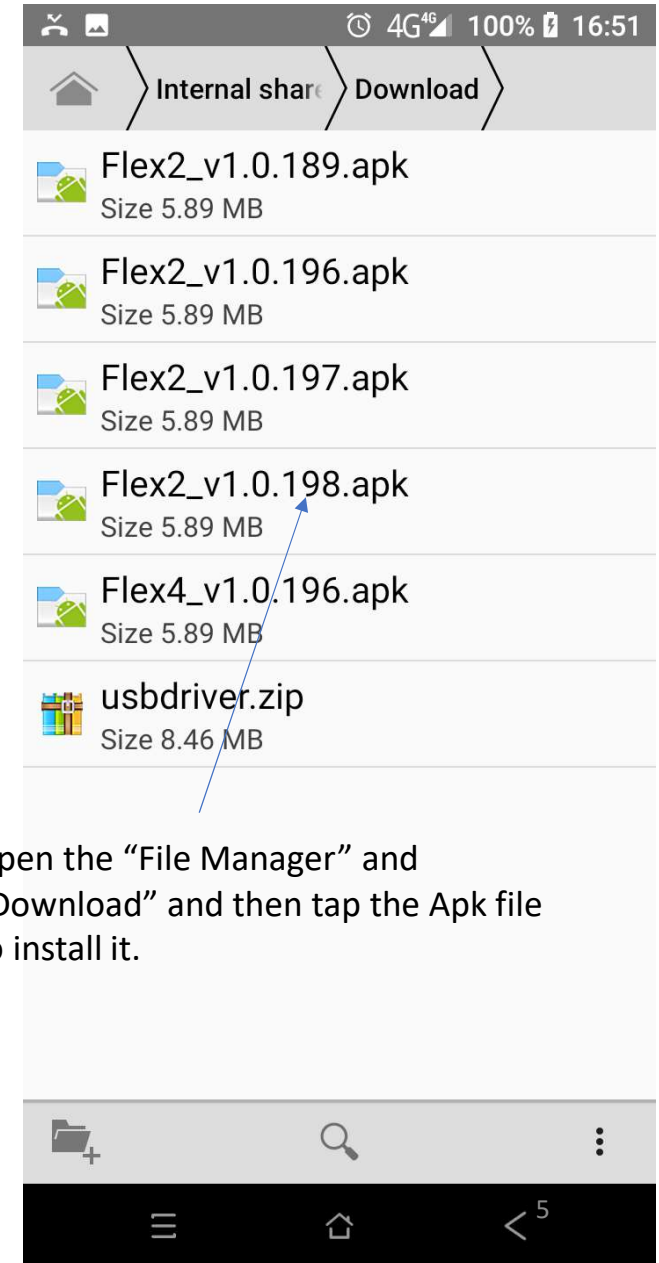 4G 4G 100% 16:51
Internal shar
Download
Flex2_v1.0.189.apk
Size 5.89 MB
Flex2_v1.0.196.apk
Size 5.89 MB
Flex2_v1.0.197.apk
Size 5.89 MB
Flex2_v1.0.198.apk
Size 5.89 MB
Flex4_v1.0.196.apk
Size 5.89 MB
usbdriver.zip
Size 8.46 MB
pen the “File Manager” and
Download” and then tap the Apk file
o install it.
5